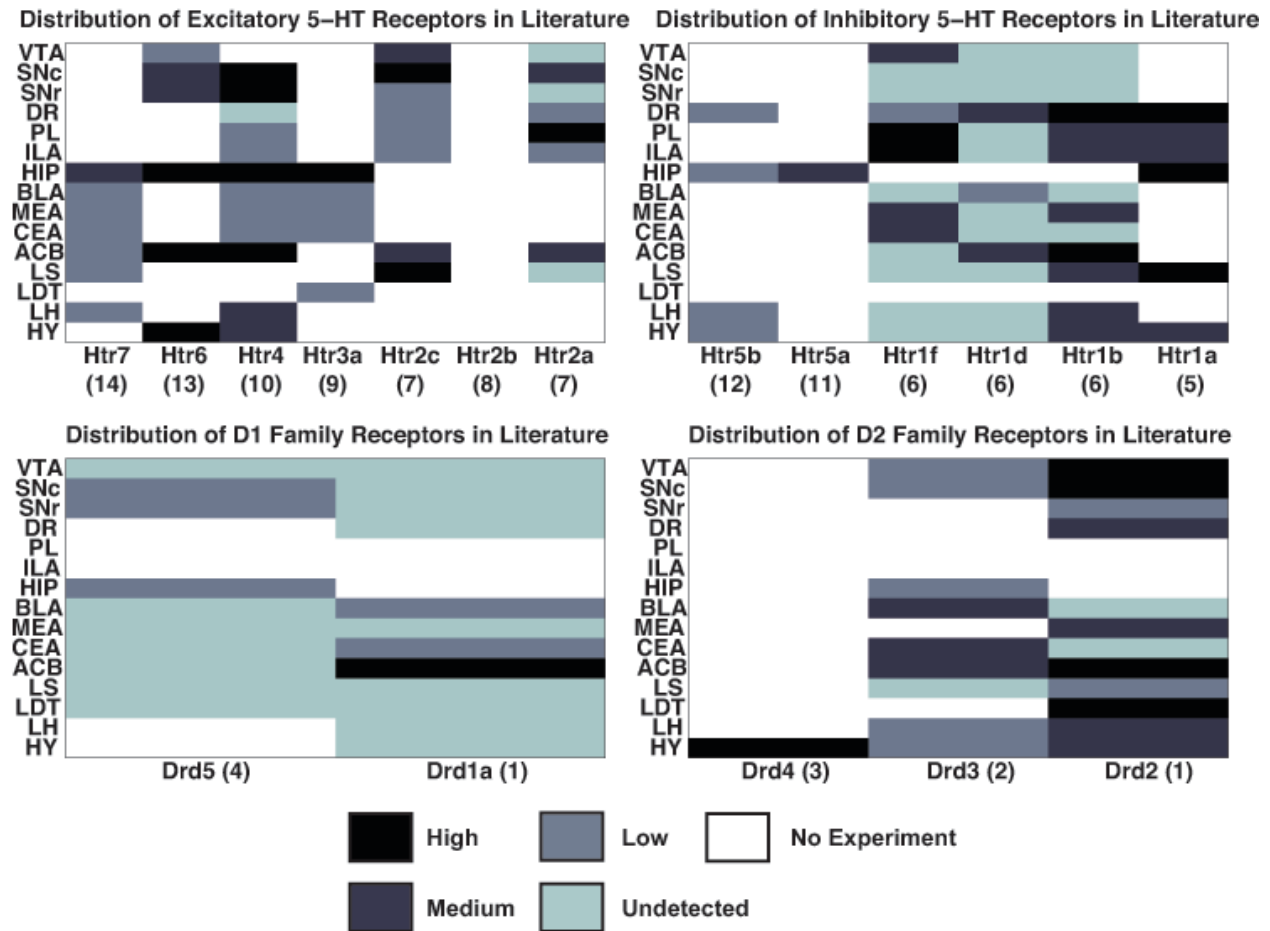 Distribution of Excitatory 5-HT Receptors in Literature
VTA
SNc
SNr
DR
PL
ILA
HIP
BLA
MEA
CEA
ACB
LS
LDT
LH
HY
Htr7 Htr6 Htr4 Htr3a Htr2c Htr2b Htr2a
(14) (13) (10) (9) (7) (8) (7)
Distribution of Inhibitory 5-HT Receptors in Literature
VTA
SNc
SNr
DR
PL
ILA
HIP
BLA
MEA
CEA
ACB
LS
LDT
LH
HY
Htr5b Htr5a Htr1f Htr1d Htr1b Htr1a
(12) (11) (6) (6) (6) (5)
Distribution of D1 Family Receptors in Literature
VTA
SNc
SNr
DR
PL
ILA
HIP
BLA
MEA
CEA
ACB
LS
LDT
LH
HY
Drd5 (4) Drd1a (1)
Distribution of D2 Family Receptors in Literature
VTA
SNc
SNr
DR
PL
ILA
HIP
BLA
MEA
CEA
ACB
LS
LDT
LH
HY
Drd4 (3) Drd3 (2) Drd2 (1)
High Low No Experiment
Medium Undetected